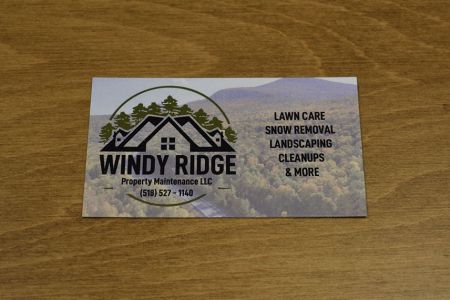 WINDY RIDGE
Property Maintenance LLC
(518) 527 - 1140
LAWN CARE
SNOW REMOVAL
LANDSCAPING
CLEANUPS
& MORE